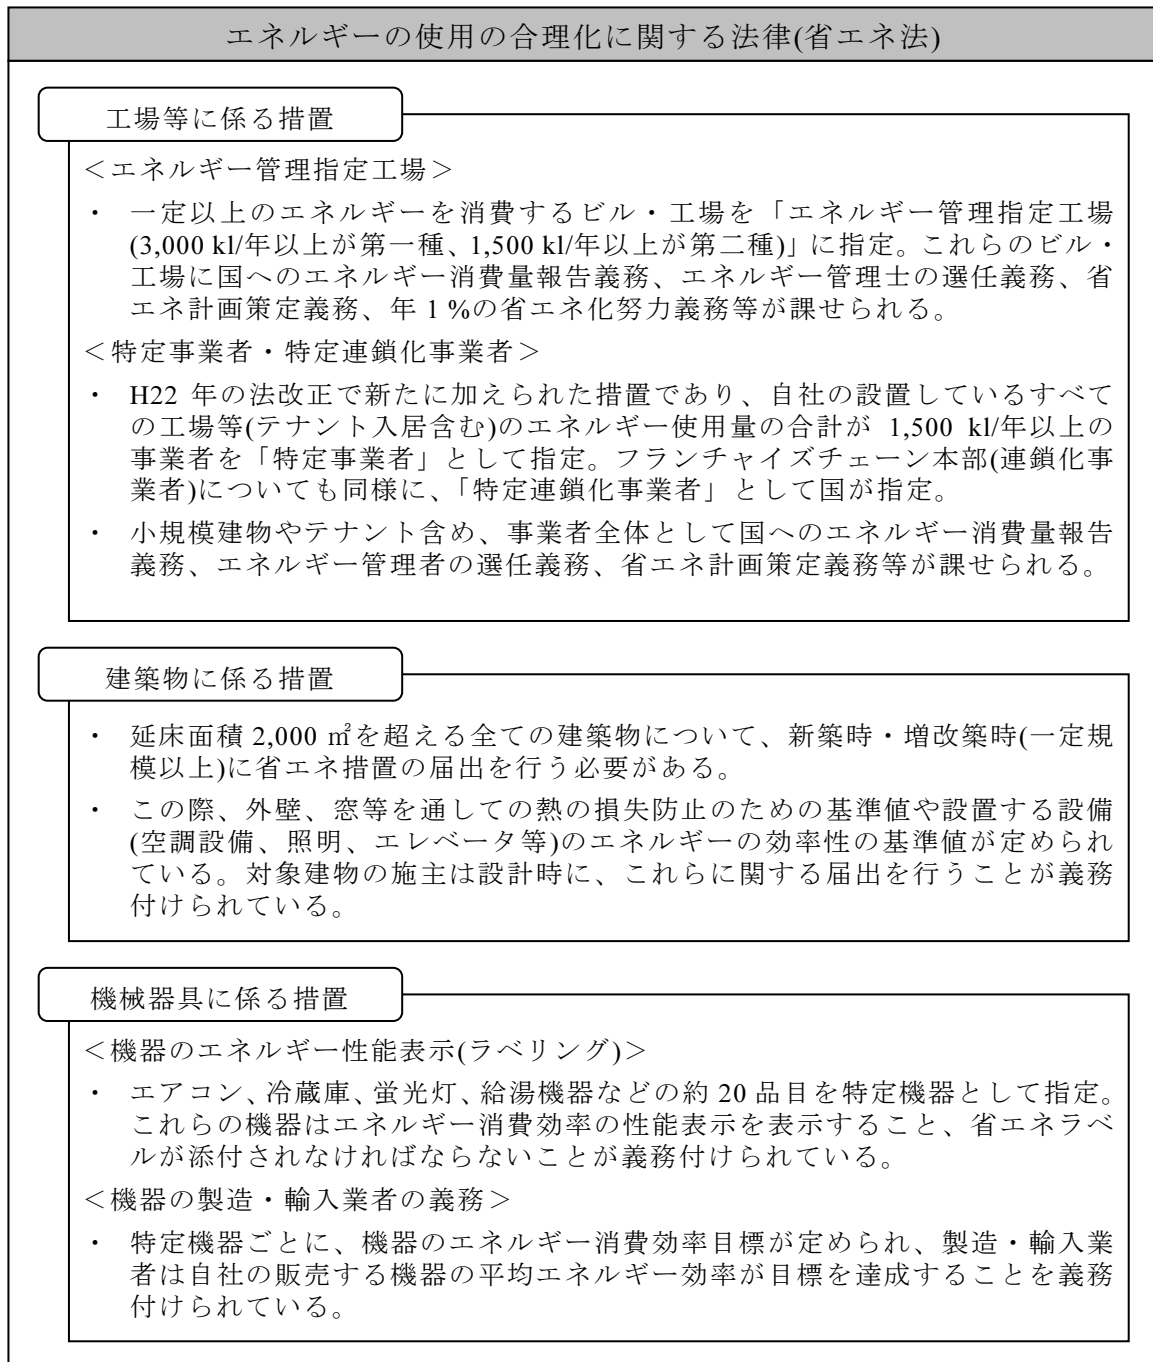 エネルギーの使用の合理化に関する法律(省エネ法)
工場等に係る措置
＜エネルギー管理指定工場＞
・ 一定以上のエネルギーを消費するビル・工場を「エネルギー管理指定工場
(3,000 kl/年以上が第一種、1,500 kl/年以上が第二種)」に指定。これらのビル・
工場に国へのエネルギー消費量報告義務、エネルギー管理士の選任義務、省
エネ計画策定義務、年 1 %の省エネ化努力義務等が課せられる。
＜特定事業者・特定連鎖化事業者＞
・ H22 年の法改正で新たに加えられた措置であり、自社の設置しているすべて
の工場等(テナント入居含む)のエネルギー使用量の合計が 1,500 kl/年以上の
事業者を「特定事業者」として指定。フランチャイズチェーン本部(連鎖化事
業者)についても同様に、「特定連鎖化事業者」として国が指定。
・ 小規模建物やテナント含め、事業者全体として国へのエネルギー消費量報告
義務、エネルギー管理者の選任義務、省エネ計画策定義務等が課せられる。
建築物に係る措置
・ 延床面積 2,000 ㎡を超える全ての建築物について、新築時・増改築時(一定規
模以上)に省エネ措置の届出を行う必要がある。
・ この際、外壁、窓等を通しての熱の損失防止のための基準値や設置する設備
(空調設備、照明、エレベータ等)のエネルギーの効率性の基準値が定められ
ている。対象建物の施主は設計時に、これらに関する届出を行うことが義務
付けられている。
機械器具に係る措置
＜機器のエネルギー性能表示(ラベリング)＞
・ エアコン、冷蔵庫、蛍光灯、給湯機器などの約 20 品目を特定機器として指定。
これらの機器はエネルギー消費効率の性能表示を表示すること、省エネラベ
ルが添付されなければならないことが義務付けられている。
＜機器の製造・輸入業者の義務＞
・ 特定機器ごとに、機器のエネルギー消費効率目標が定められ、製造・輸入業
者は自社の販売する機器の平均エネルギー効率が目標を達成することを義務
付けられている。